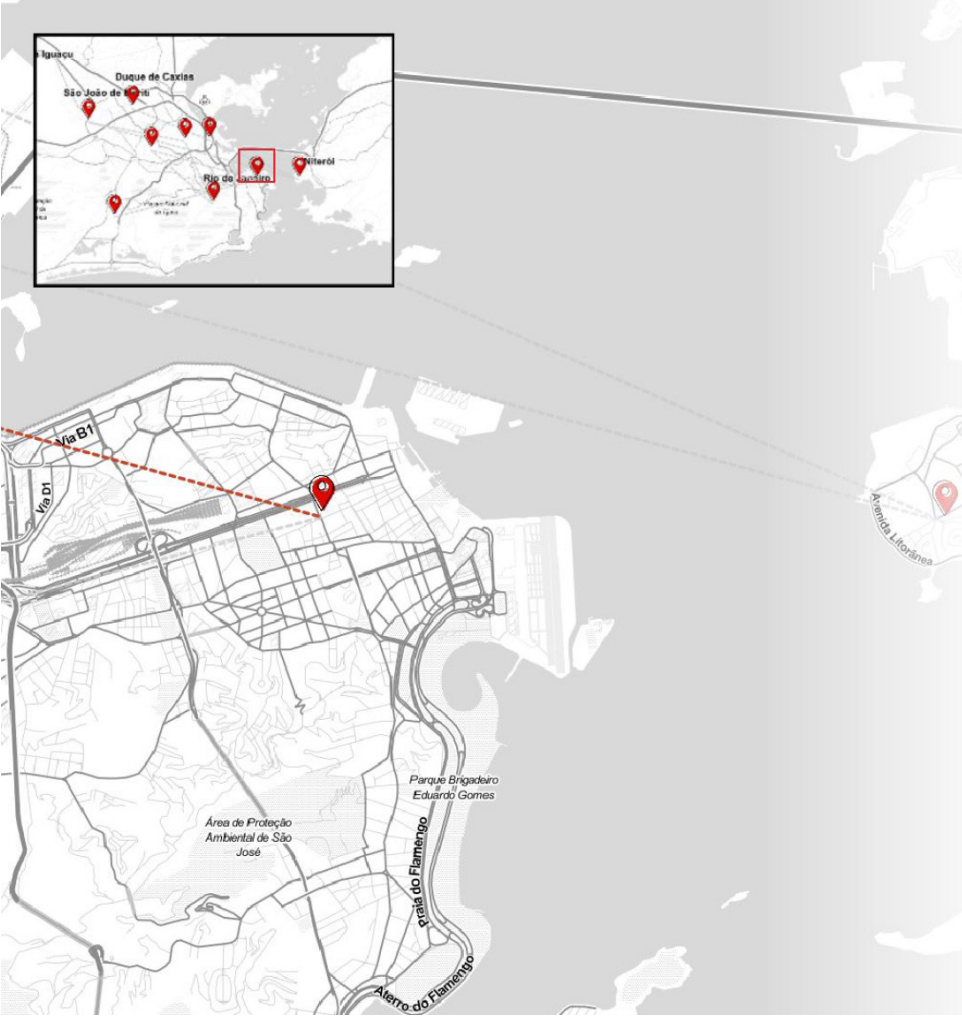 Iguaçu
Duque de Caxias
São João de
riti
Niterói
Rio de Janeiro
Via B1
Via D1
Avenida Litorânea
Parque Brigadeiro
Eduardo Gomes
Área de Proteção
Ambiental de São
José
Praia do Flamengo
Aterro do Flamengo